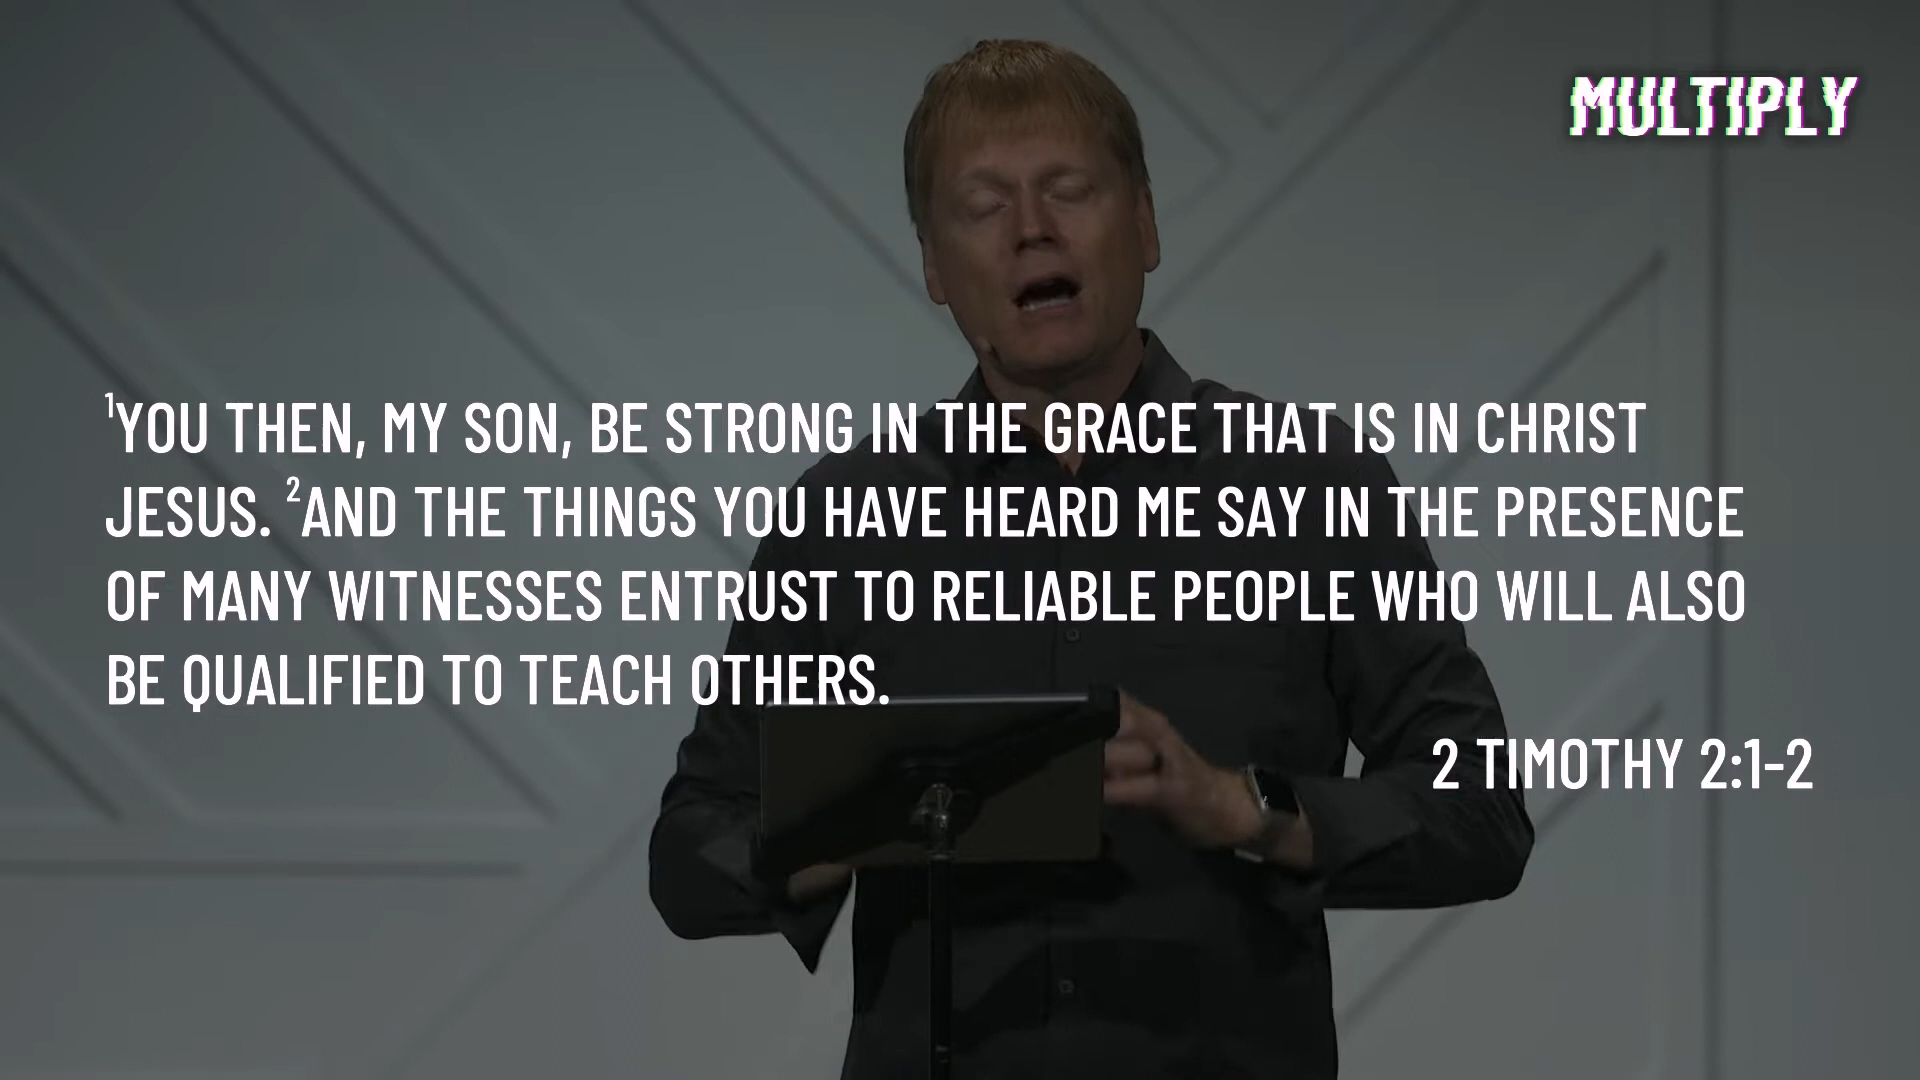 MULTIPLY
¹YOU THEN, MY SON, BE STRONG IN THE GRACE THAT IS IN CHRIST
JESUS. ²AND THE THINGS YOU HAVE HEARD ME SAY IN THE PRESENCE
OF MANY WITNESSES ENTRUST TO RELIABLE PEOPLE WHO WILL ALSO
BE QUALIFIED TO TEACH OTHERS.
2 TIMOTHY 2:1-2